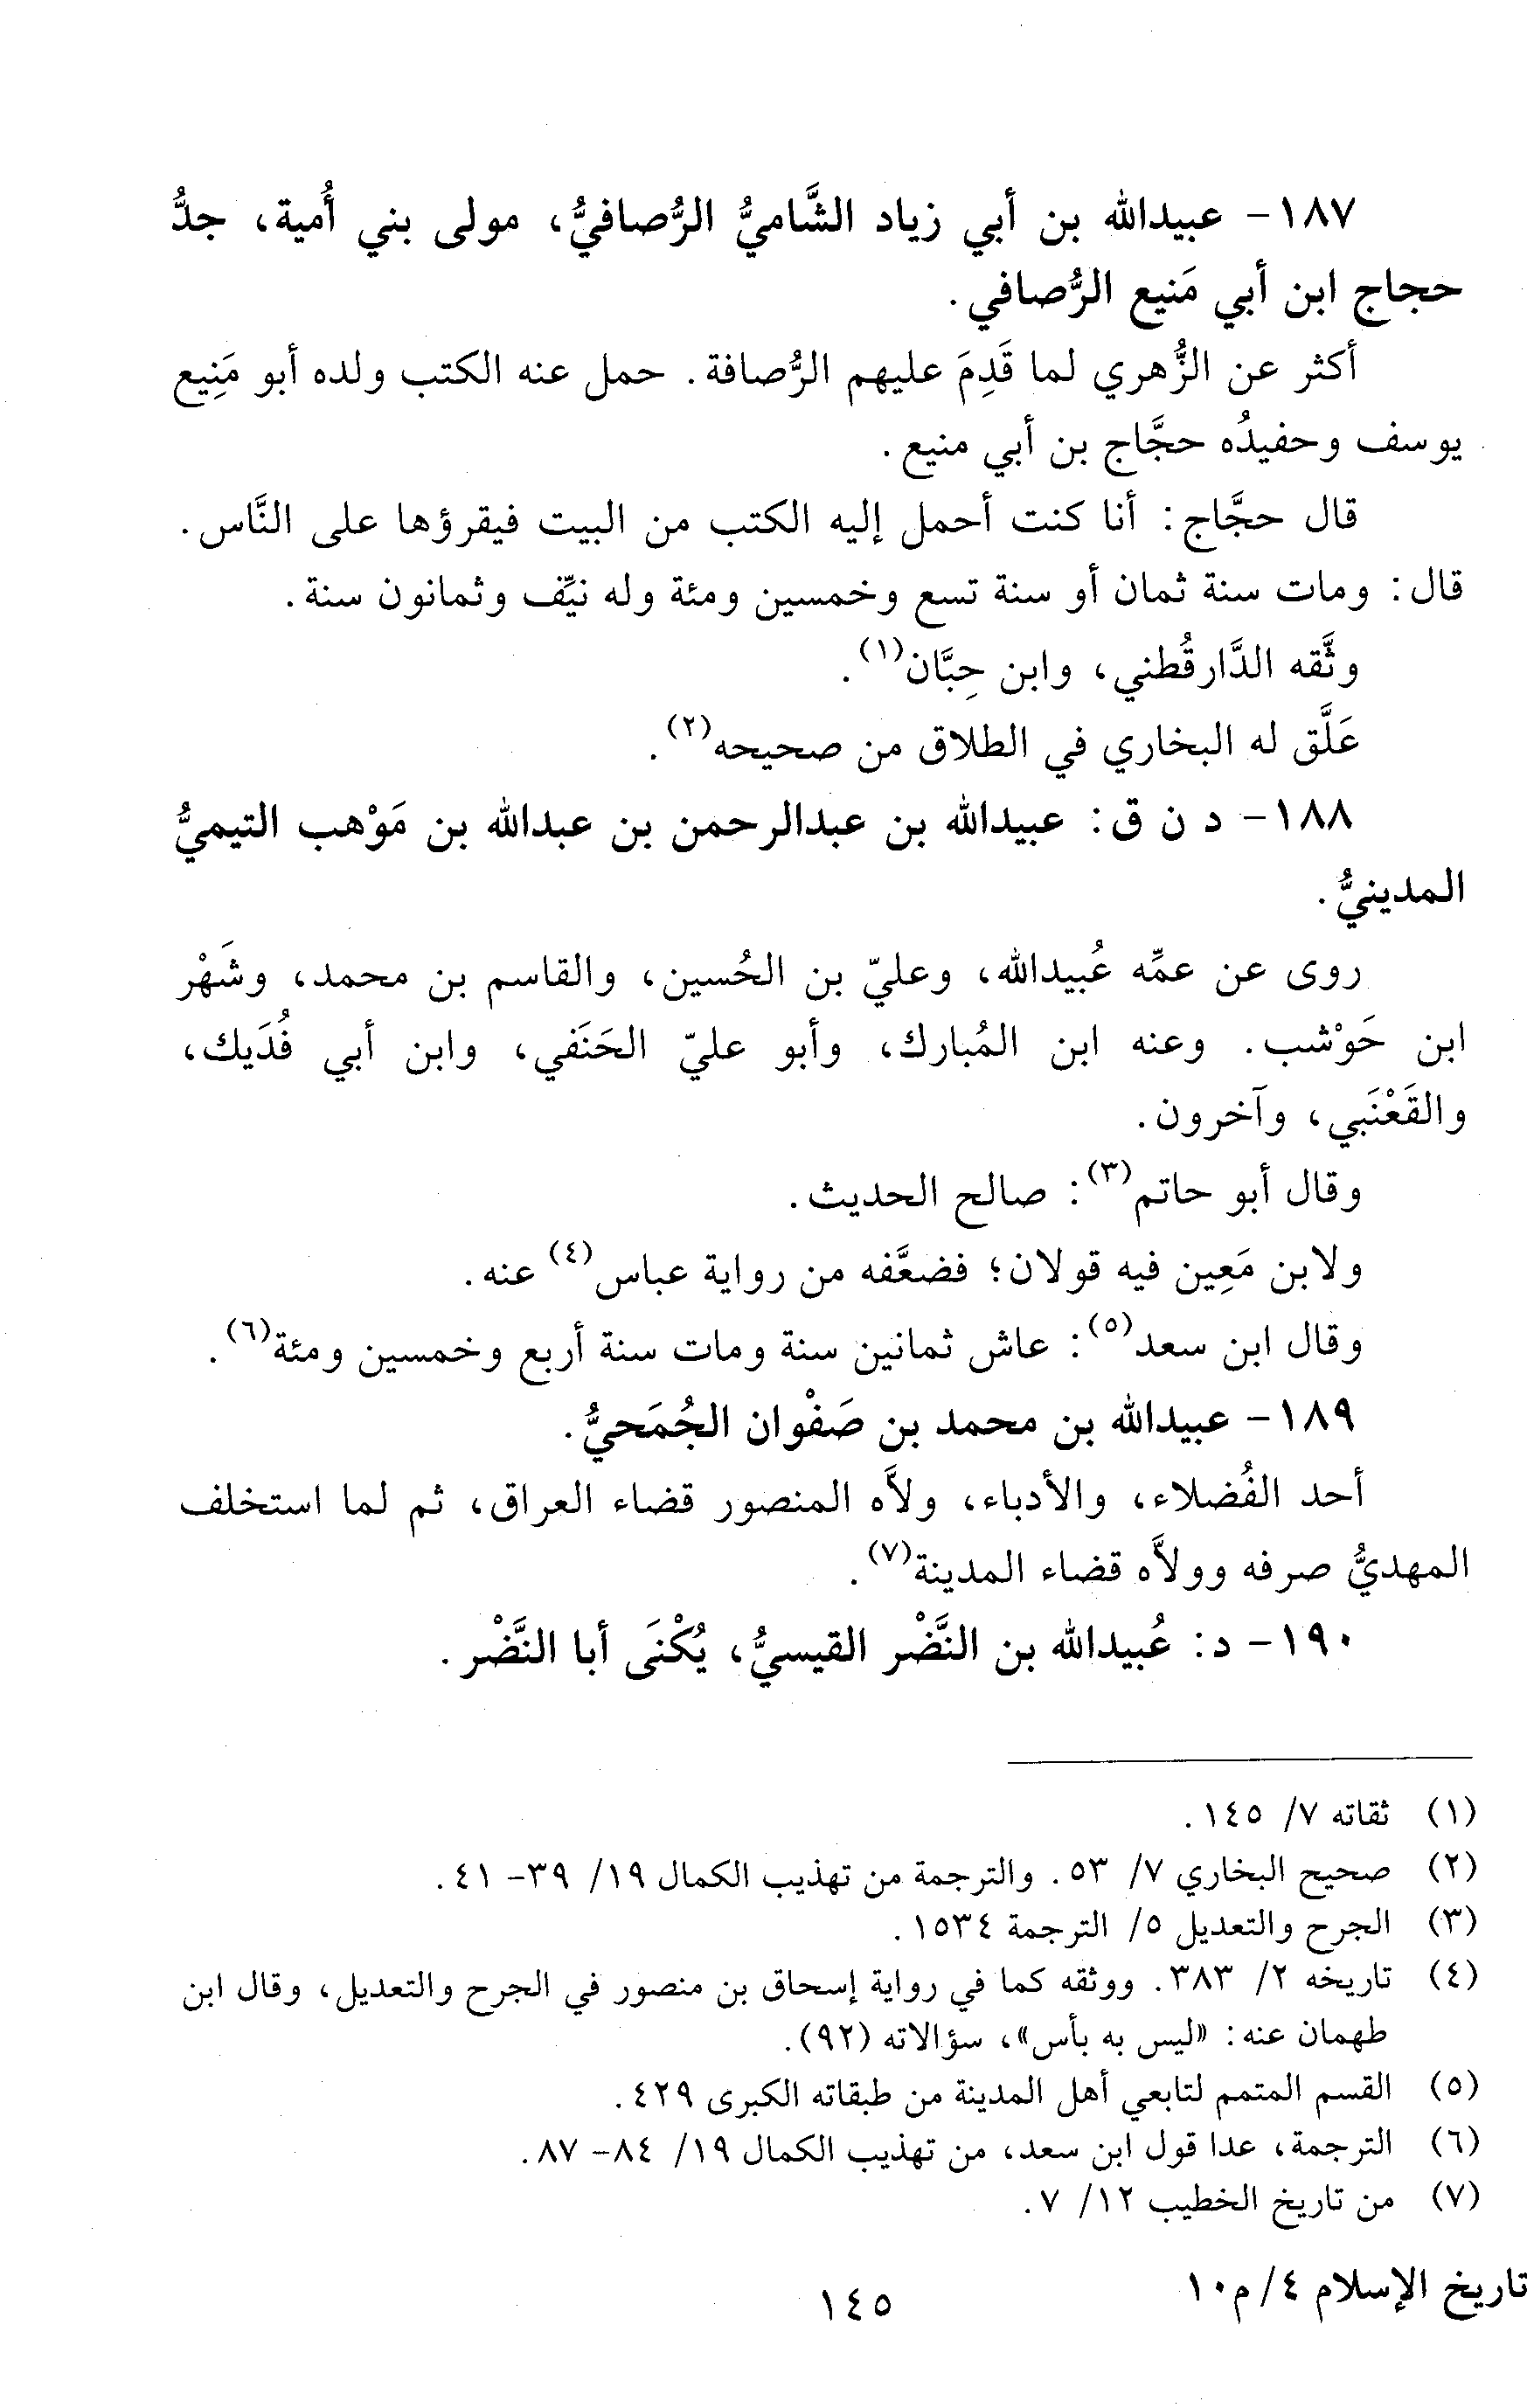 ١٨٧- عبيدالله بن أبي زياد الشَّاميُّ الرُّصافيُّ، مولى بني أُمية، جدُّ
حجاج ابن أبي مَنيع الرُّصافي.
أكثر عن الزُّهري لما قَدِمَ عليهم الرُّصافة. حمل عنه الكتب ولده أبو مَنِيع
يوسف وحفيدُه حجَّاج بن أبي منيع.
قال حجَّاج: أنا كنت أحمل إليه الكتب من البيت فيقرؤها على النَّاس.
قال: ومات سنة ثمان أو سنة تسع وخمسين ومئة وله نيِّف وثمانون سنة.
وثَّقه الدَّارقُطني، وابن حِبَّان(١).
عَلَّق له البخاري في الطلاق من صحيحه(٢).
١٨٨- د ن ق: عبيدالله بن عبدالرحمن بن عبدالله بن مَوْهب التيميُّ
المدينيُّ.
روى عن عمِّه عُبيدالله، وعليّ بن الحُسين، والقاسم بن محمد، وشَهْر
ابن حَوْشب. وعنه ابن المُبارك، وأبو عليّ الحَنَفي، وابن أبي فُدَيك،
والقَعْنَبي، وآخرون.
وقال أبو حاتم(٣): صالح الحديث.
ولابن مَعِين فيه قولان؛ فضعَّفه من رواية عباس(٤) عنه.
وقال ابن سعد(٥): عاش ثمانين سنة ومات سنة أربع وخمسين ومئة(٦).
١٨٩- عبيدالله بن محمد بن صَفْوان الجُمَحيُّ.
أحد الفُضلاء، والأدباء، ولاَّه المنصور قضاء العراق، ثم لما استخلف
المهديُّ صرفه وولاَّه قضاء المدينة(٧).
١٩٠- د: عُبيدالله بن النَّضْر القيسيُّ، يُكْنَى أبا النَّضْر.
(١) ثقاته ٧/ ١٤٥.
(٢) صحيح البخاري ٧/ ٥٣. والترجمة من تهذيب الكمال ١٩/ ٣٩- ٤١.
(٣) الجرح والتعديل ٥/ الترجمة ١٥٣٤.
(٤) تاريخه ٢/ ٣٨٣. ووثقه كما في رواية إسحاق بن منصور في الجرح والتعديل، وقال ابن
طهمان عنه: «ليس به بأس»، سؤالاته (٩٢).
(٥) القسم المتمم لتابعي أهل المدينة من طبقاته الكبرى ٤٢٩.
(٦) الترجمة، عدا قول ابن سعد، من تهذيب الكمال ١٩/ ٨٤- ٨٧.
(٧) من تاريخ الخطيب ١٢/ ٧.
تاريخ الإسلام ٤/ م١٠
١٤٥